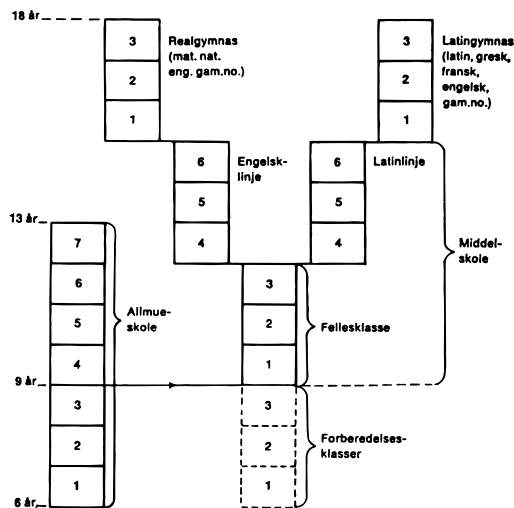 18 år
3
2
1
Realgymnas
(mat. nat.
eng. gam.no.)
3
2
1
Latingymnas
(latin, gresk,
fransk,
engelsk,
gam.no.)
6
5
4
Engelsk-
linje
6
5
4
Latinlinje
Middel-
skole
13 år
7
6
5
4
3
2
1
Allmue-
skole
3
2
1
Fellesklasse
9 år
3
2
1
Forberedelses-
klasser
6 år